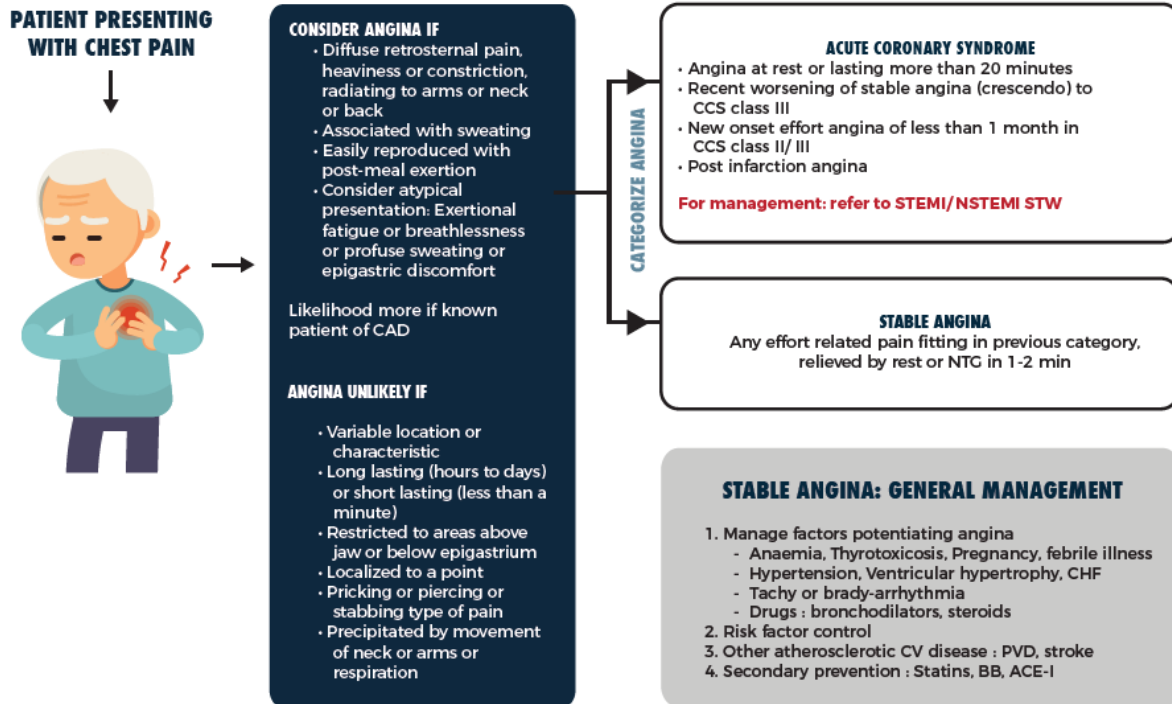 PATIENT PRESENTING
WITH CHEST PAIN
CONSIDER ANGINA IF
• Diffuse retrosternal pain,
heaviness or constriction,
radiating to arms or neck
or back
• Associated with sweating
• Easily reproduced with
post-meal exertion
• Consider atypical
presentation: Exertional
fatigue or breathlessness
or profuse sweating or
epigastric discomfort
Likelihood more if known
patient of CAD
ANGINA UNLIKELY IF
• Variable location or
characteristic
• Long lasting (hours to days)
or short lasting (less than a
minute)
• Restricted to areas above
jaw or below epigastrium
• Localized to a point
• Pricking or piercing or
stabbing type of pain
• Precipitated by movement
of neck or arms or
respiration
CATEGORIZE ANGINA
ACUTE CORONARY SYNDROME
• Angina at rest or lasting more than 20 minutes
• Recent worsening of stable angina (crescendo) to
CCS class III
• New onset effort angina of less than 1 month in
CCS class II/ III
• Post infarction angina
For management: refer to STEMI/NSTEMI STW
STABLE ANGINA
Any effort related pain fitting in previous category,
relieved by rest or NTG in 1-2 min
STABLE ANGINA: GENERAL MANAGEMENT
1. Manage factors potentiating angina
- Anaemia, Thyrotoxicosis, Pregnancy, febrile illness
- Hypertension, Ventricular hypertrophy, CHF
- Tachy or brady-arrhythmia
- Drugs : bronchodilators, steroids
2. Risk factor control
3. Other atherosclerotic CV disease : PVD, stroke
4. Secondary prevention : Statins, BB, ACE-I